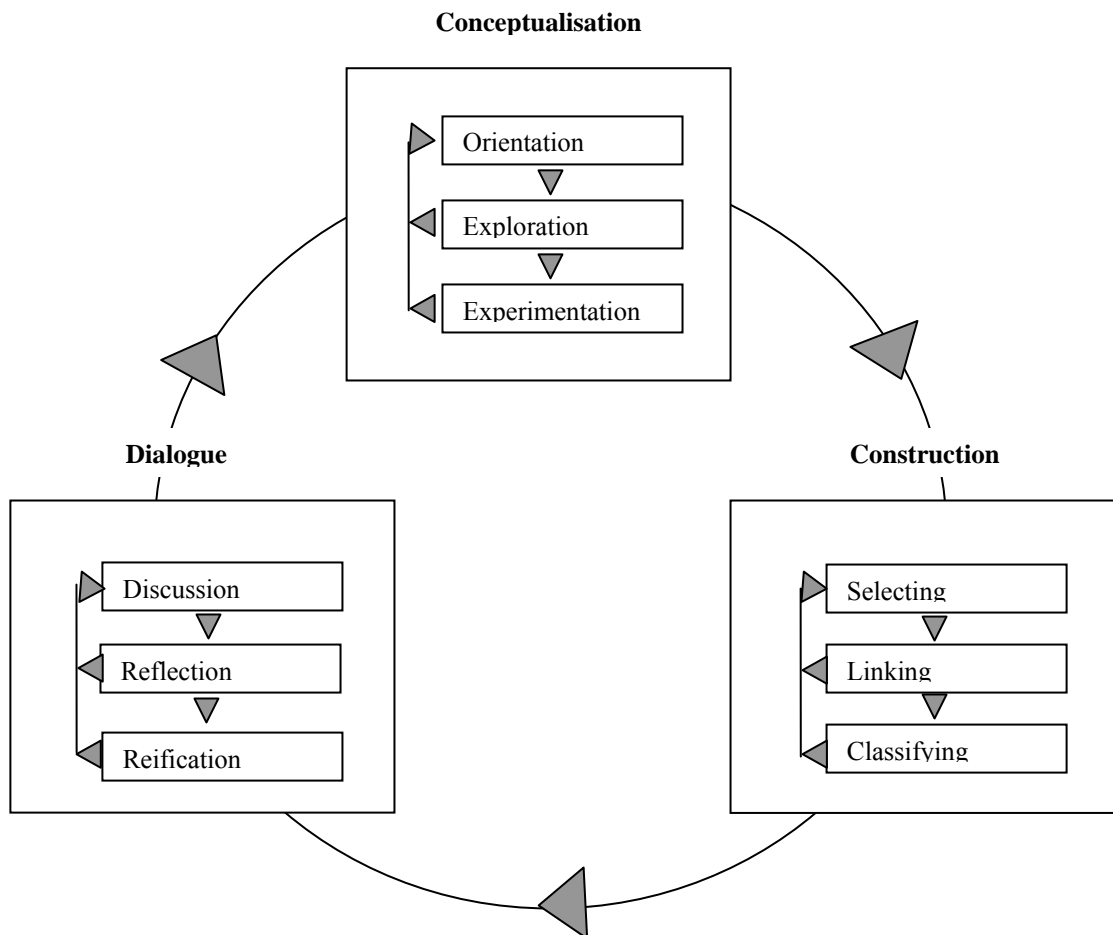 Conceptualisation
Orientation
Exploration
Experimentation
Dialogue
Construction
Discussion
Reflection
Reification
Selecting
Linking
Classifying